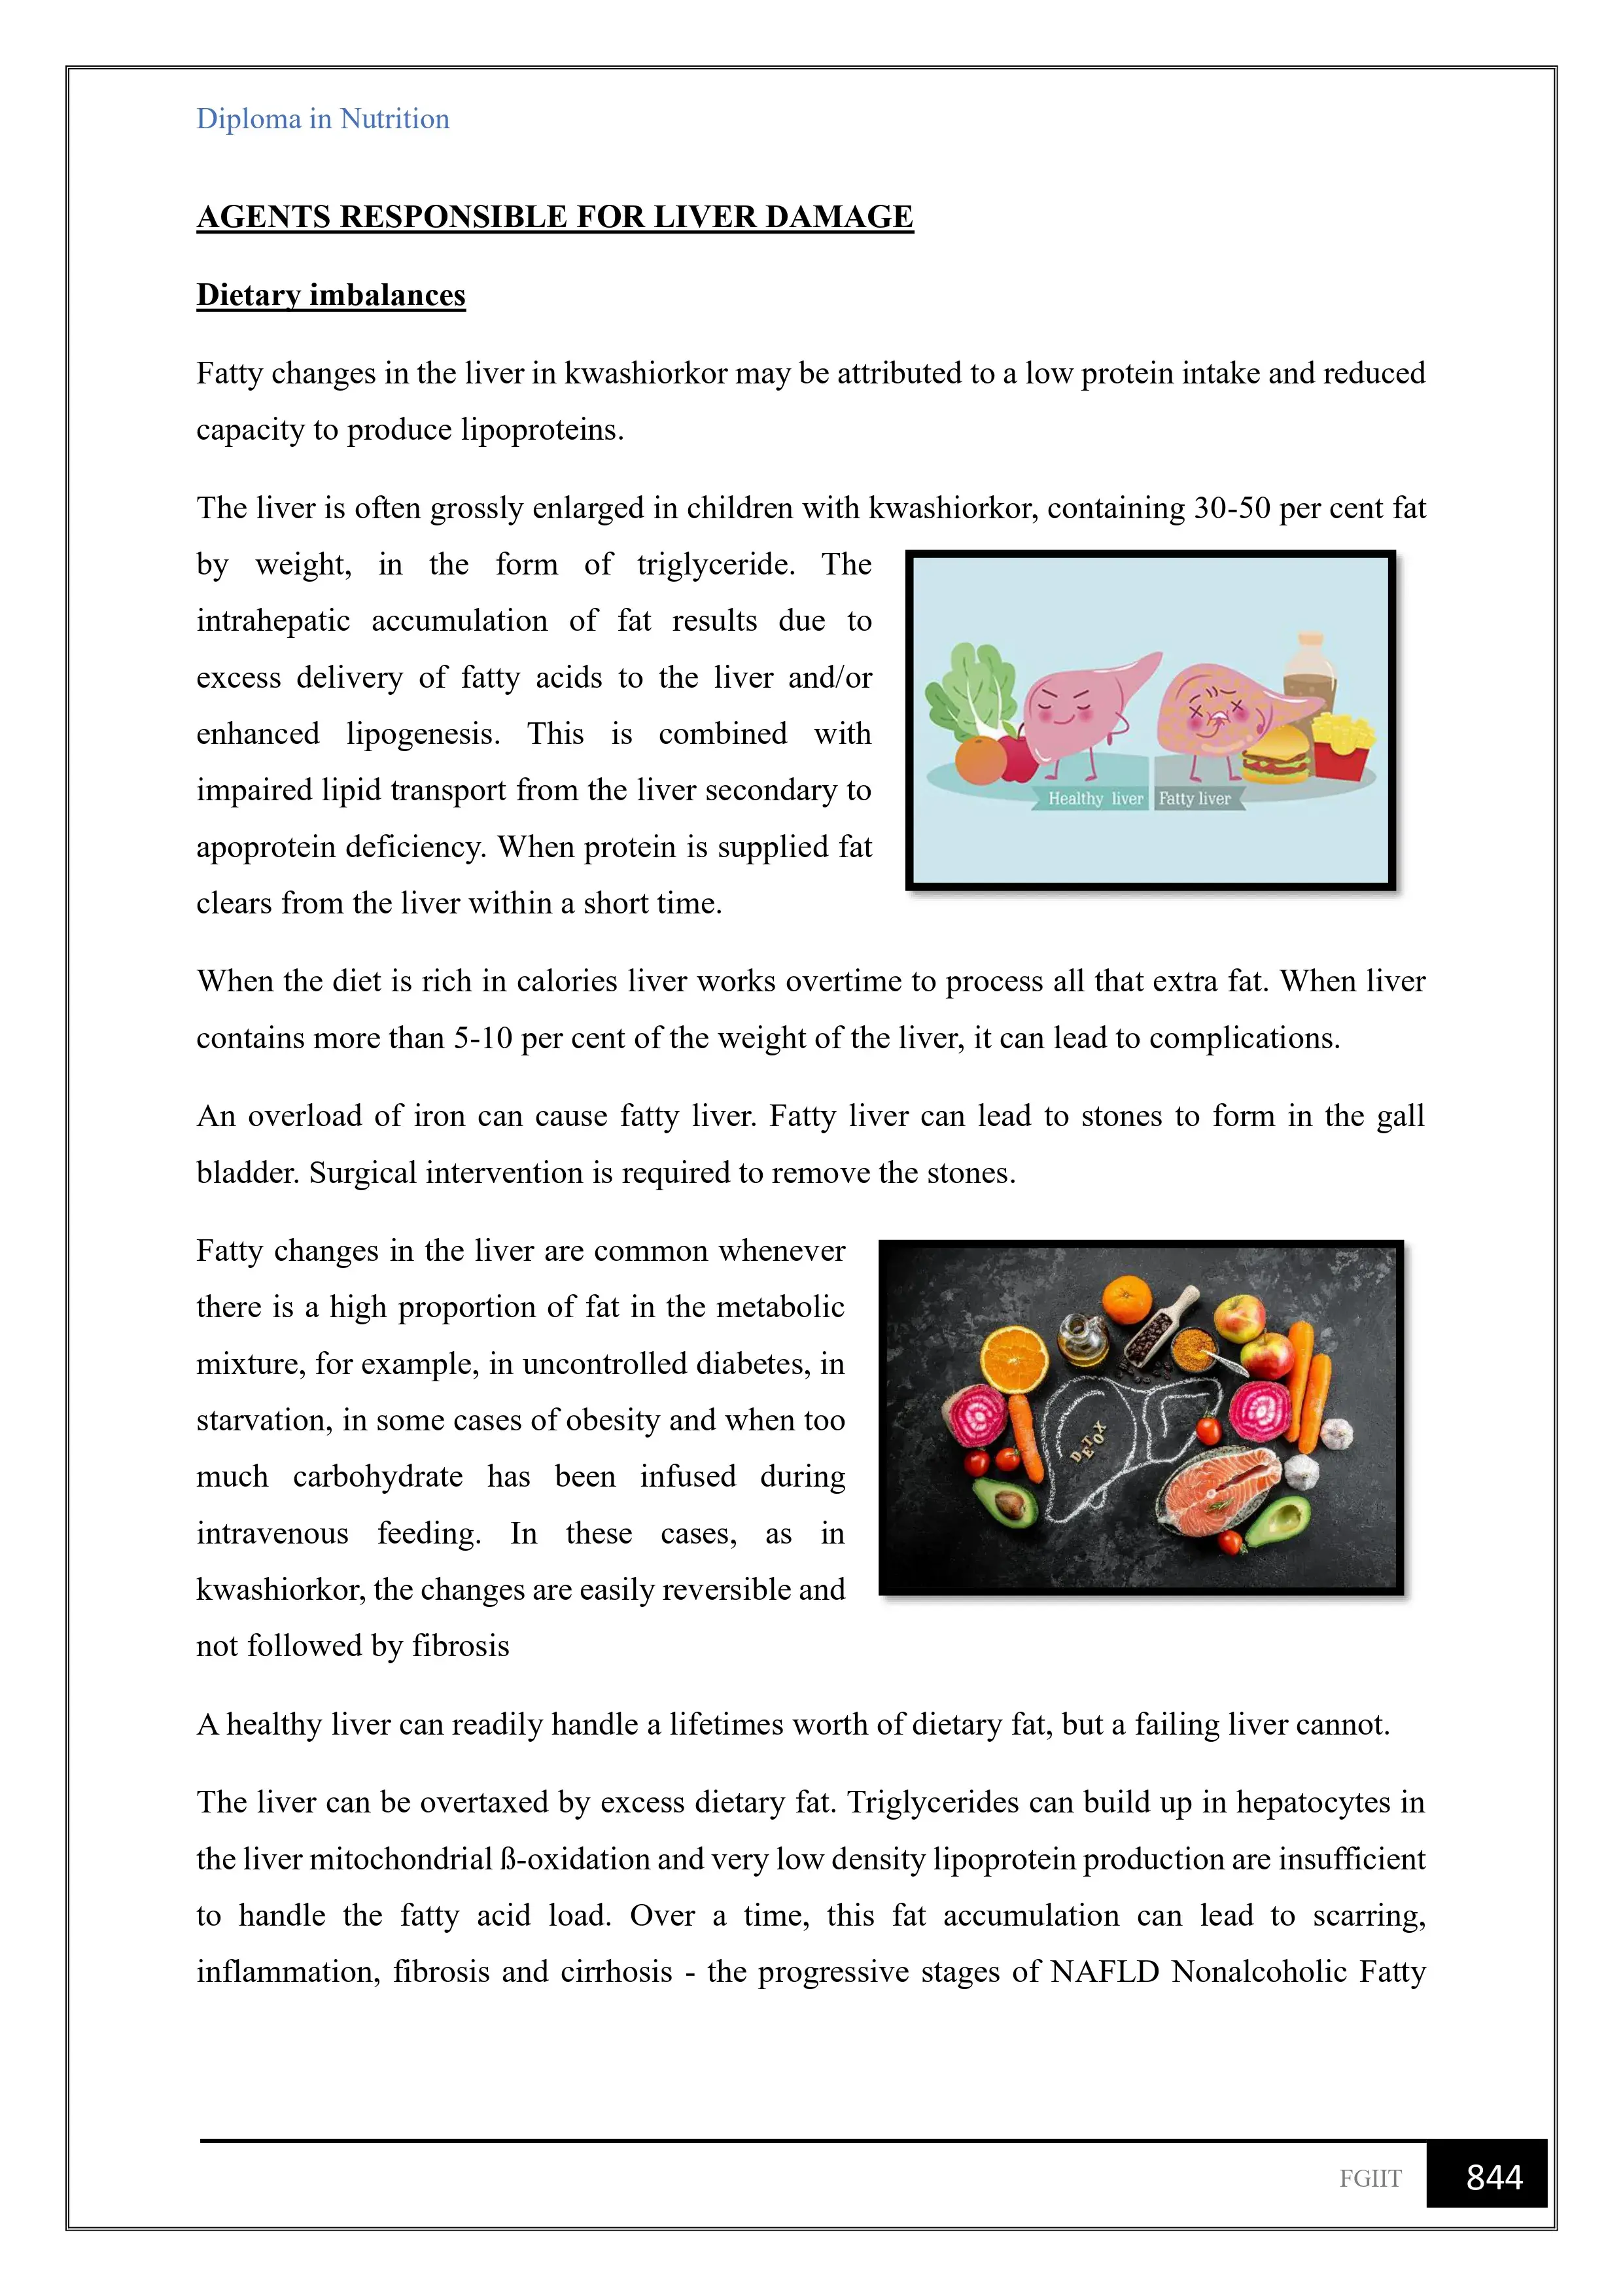 Diploma in Nutrition
AGENTS RESPONSIBLE FOR LIVER DAMAGE
Dietary imbalances
Fatty changes in the liver in kwashiorkor may be attributed to a low protein intake and reduced
capacity to produce lipoproteins.
The liver is often grossly enlarged in children with kwashiorkor, containing 30-50 per cent fat
by weight, in the form of triglyceride. The
intrahepatic accumulation of fat results due to
excess delivery of fatty acids to the liver and/or
enhanced lipogenesis. This is combined with
impaired lipid transport from the liver secondary to
apoprotein deficiency. When protein is supplied fat
clears from the liver within a short time.
Healthy liver
Fatty liver
When the diet is rich in calories liver works overtime to process all that extra fat. When liver
contains more than 5-10 per cent of the weight of the liver, it can lead to complications.
An overload of iron can cause fatty liver. Fatty liver can lead to stones to form in the gall
bladder. Surgical intervention is required to remove the stones.
Fatty changes in the liver are common whenever
there is a high proportion of fat in the metabolic
mixture, for example, in uncontrolled diabetes, in
starvation, in some cases of obesity and when too
much carbohydrate has been infused during
intravenous feeding. In these cases, as in
kwashiorkor, the changes are easily reversible and
not followed by fibrosis
DETOX
A healthy liver can readily handle a lifetimes worth of dietary fat, but a failing liver cannot.
The liver can be overtaxed by excess dietary fat. Triglycerides can build up in hepatocytes in
the liver mitochondrial ß-oxidation and very low density lipoprotein production are insufficient
to handle the fatty acid load. Over a time, this fat accumulation can lead to scarring,
inflammation, fibrosis and cirrhosis - the progressive stages of NAFLD Nonalcoholic Fatty
FGIIT
844